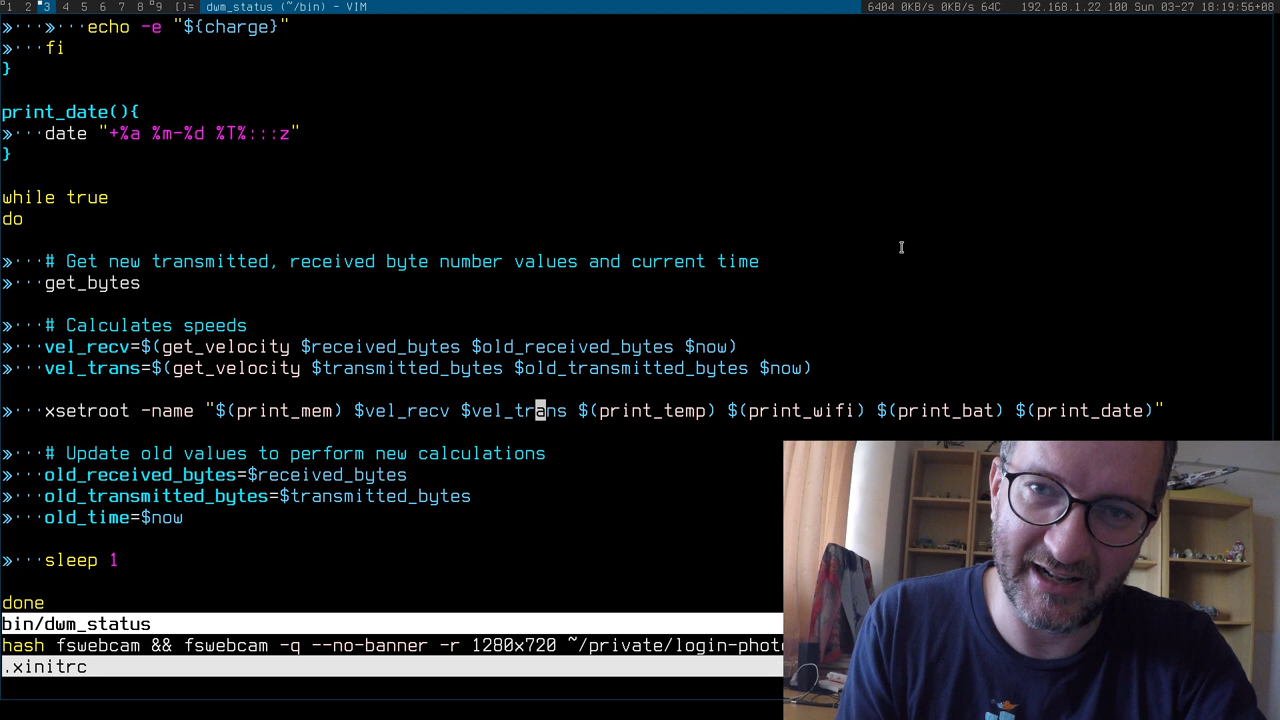 1 2 3 4 5 6 7 8 9 []= dwm_status (~/bin) - VIM 6404 0KB/s 0KB/s 64C 192.168.1.22 100 Sun 03-27 18:19:56+08
»···»···echo -e "${charge}"
»···fi
}
print_date(){
»···date "+%a %m-%d %T%:::z"
}
while true
do
»···# Get new transmitted, received byte number values and current time
»···get_bytes
»···# Calculates speeds
»···vel_recv=$(get_velocity $received_bytes $old_received_bytes $now)
»···vel_trans=$(get_velocity $transmitted_bytes $old_transmitted_bytes $now)
»···xsetroot -name "$(print_mem) $vel_recv $vel_trans $(print_temp) $(print_wifi) $(print_bat) $(print_date)"
»···# Update old values to perform new calculations
»···old_received_bytes=$received_bytes
»···old_transmitted_bytes=$transmitted_bytes
»···old_time=$now
»···sleep 1
done
bin/dwm_status
hash fswebcam && fswebcam -q --no-banner -r 1280x720 ~/private/login-phot
.xinitrc